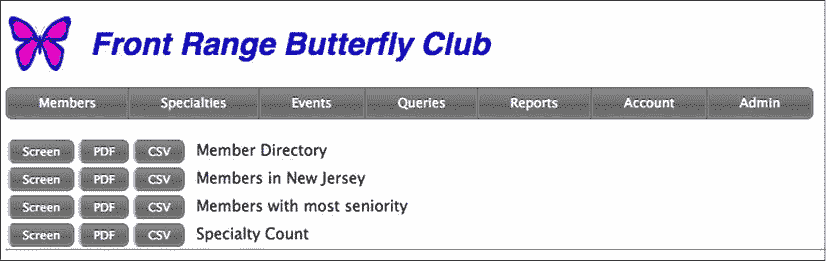 Front Range Butterfly Club
Members Specialties Events Queries Reports Account Admin
Screen PDF CSV Member Directory
Screen PDF CSV Members in New Jersey
Screen PDF CSV Members with most seniority
Screen PDF CSV Specialty Count